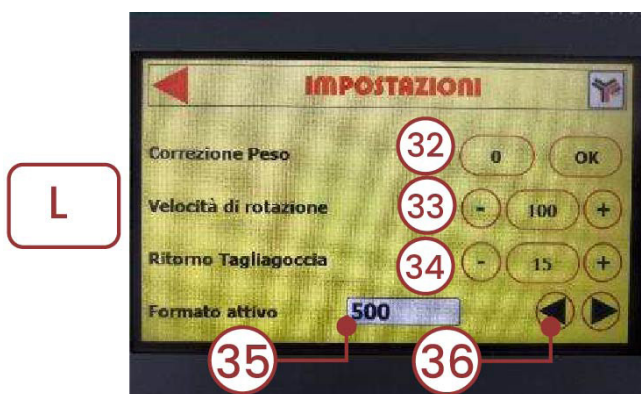 IMPOSTAZIONI
Correzione Peso 32 0 OK
L
Velocità di rotazione 33 - 100 +
Ritorno Tagliagoccia 34 - 15 +
Formato attivo 500
35 36